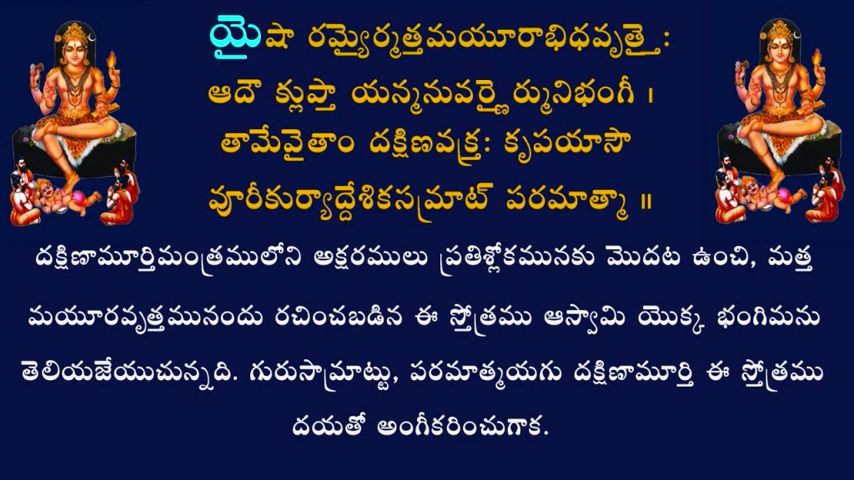 యైషా రమ్యైర్మత్తమయూరాభిధవృత్తై:
ఆదౌ క్లుప్తా యన్మనువర్ణైర్మునిభంగీ ।
తామేవైతాం దక్షిణవక్త్ర: కృపయాసౌ
వూరీకుర్యాద్దేశికసమ్రాట్ పరమాత్మా ॥
దక్షిణామూర్తిమంత్రములోని అక్షరములు ప్రతిశ్లోకమునకు మొదట ఉంచి, మత్త
మయూరవృత్తమునందు రచించబడిన ఈ స్తోత్రము ఆస్వామి యొక్క భంగిమను
తెలియజేయుచున్నది. గురుసామ్రాట్టు, పరమాత్మయగు దక్షిణామూర్తి ఈ స్తోత్రము
దయతో అంగీకరించుగాక.